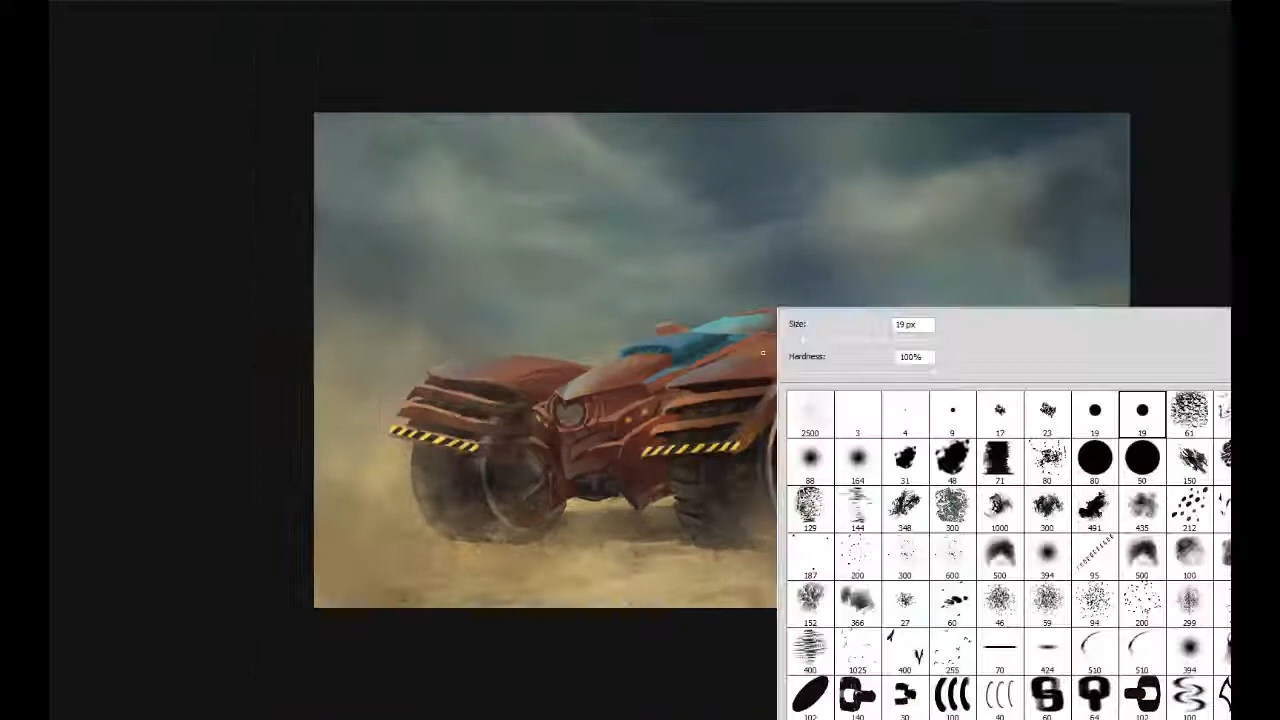 Size: 19 px
Hardness: 100%
2500 3 4 9 17 23 19 19 61
88 164 31 48 71 80 80 50 150
129 144 348 300 1000 300 491 435 212
187 200 300 600 500 394 95 500 100
152 366 27 60 46 59 94 200 299
400 1025 400 255 70 424 510 510 394
102 140 30 100 40 60 64 102 100